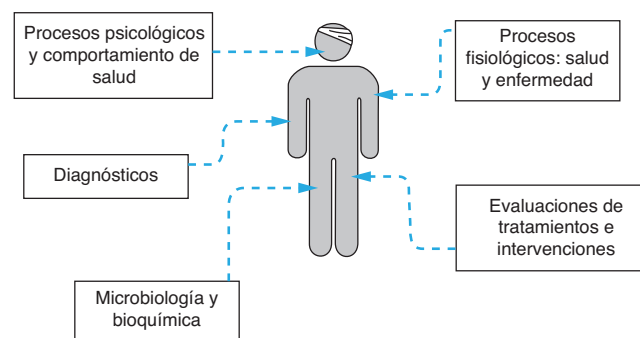 Procesos psicológicos
y comportamiento de
salud
Procesos
fisiológicos: salud
y enfermedad
Diagnósticos
Evaluaciones de
tratamientos e
intervenciones
Microbiología y
bioquímica